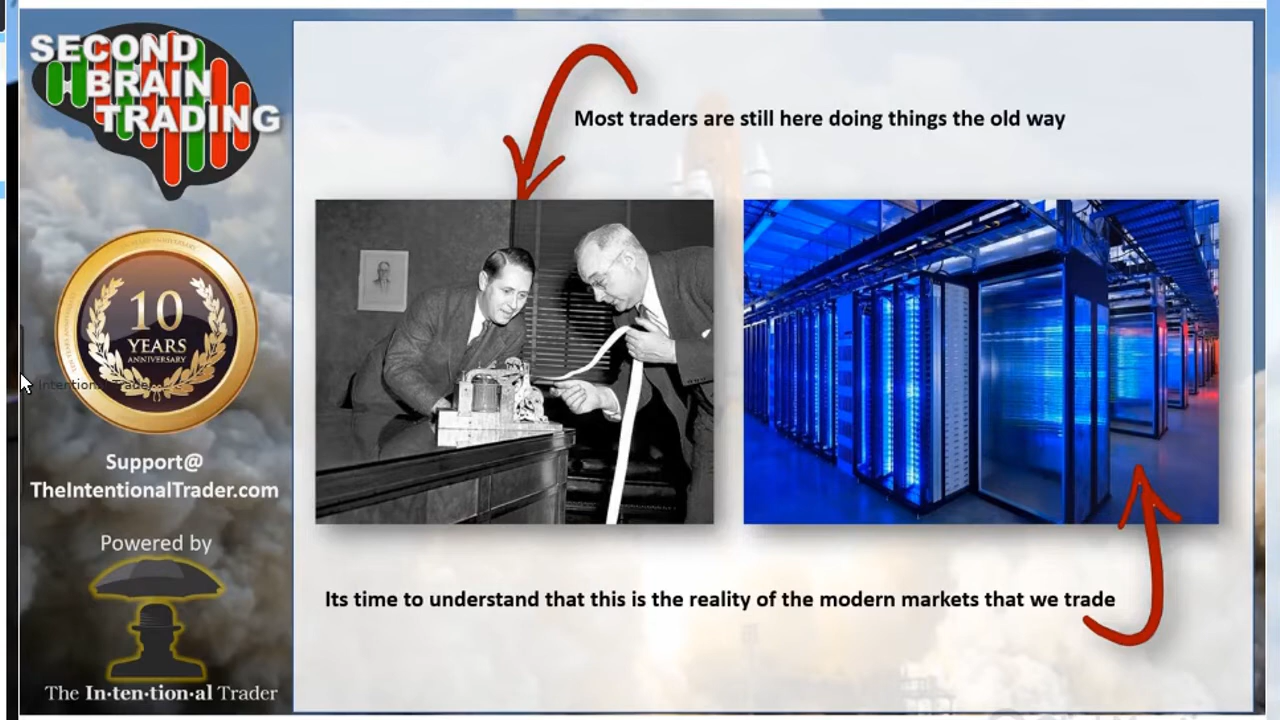 SECOND
BRAIN
TRADING
Most traders are still here doing things the old way
10
YEARS
ANNIVERSARY
Support@
TheIntentionalTrader.com
Powered by
The In·ten·tion·al Trader
Its time to understand that this is the reality of the modern markets that we trade